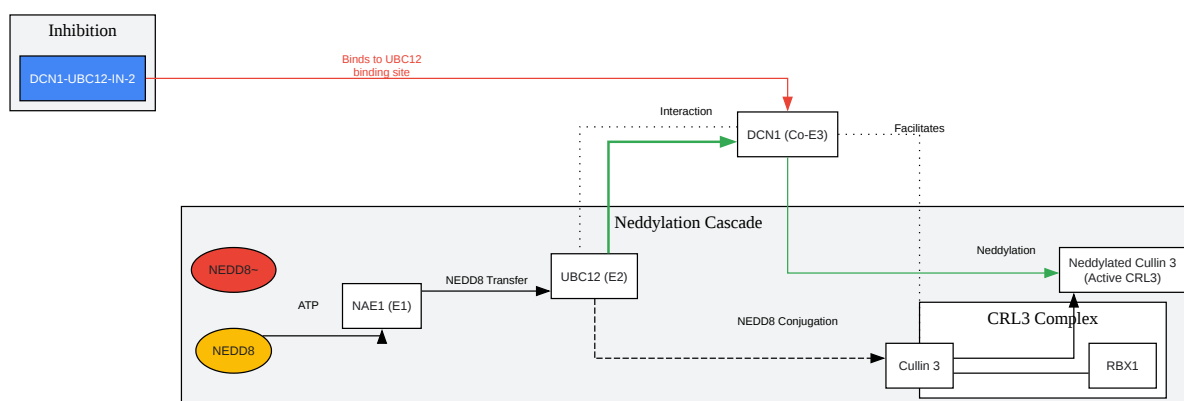 Inhibition
DCN1-UBC12-IN-2
Binds to UBC12
binding site
Interaction
DCN1 (Co-E3)
Facilitates
Neddylation Cascade
NEDD8~
UBC12 (E2)
NEDD8 Transfer
Neddylation
Neddylated Cullin 3
(Active CRL3)
ATP
NAE1 (E1)
NEDD8 Conjugation
CRL3 Complex
NEDD8
Cullin 3
RBX1